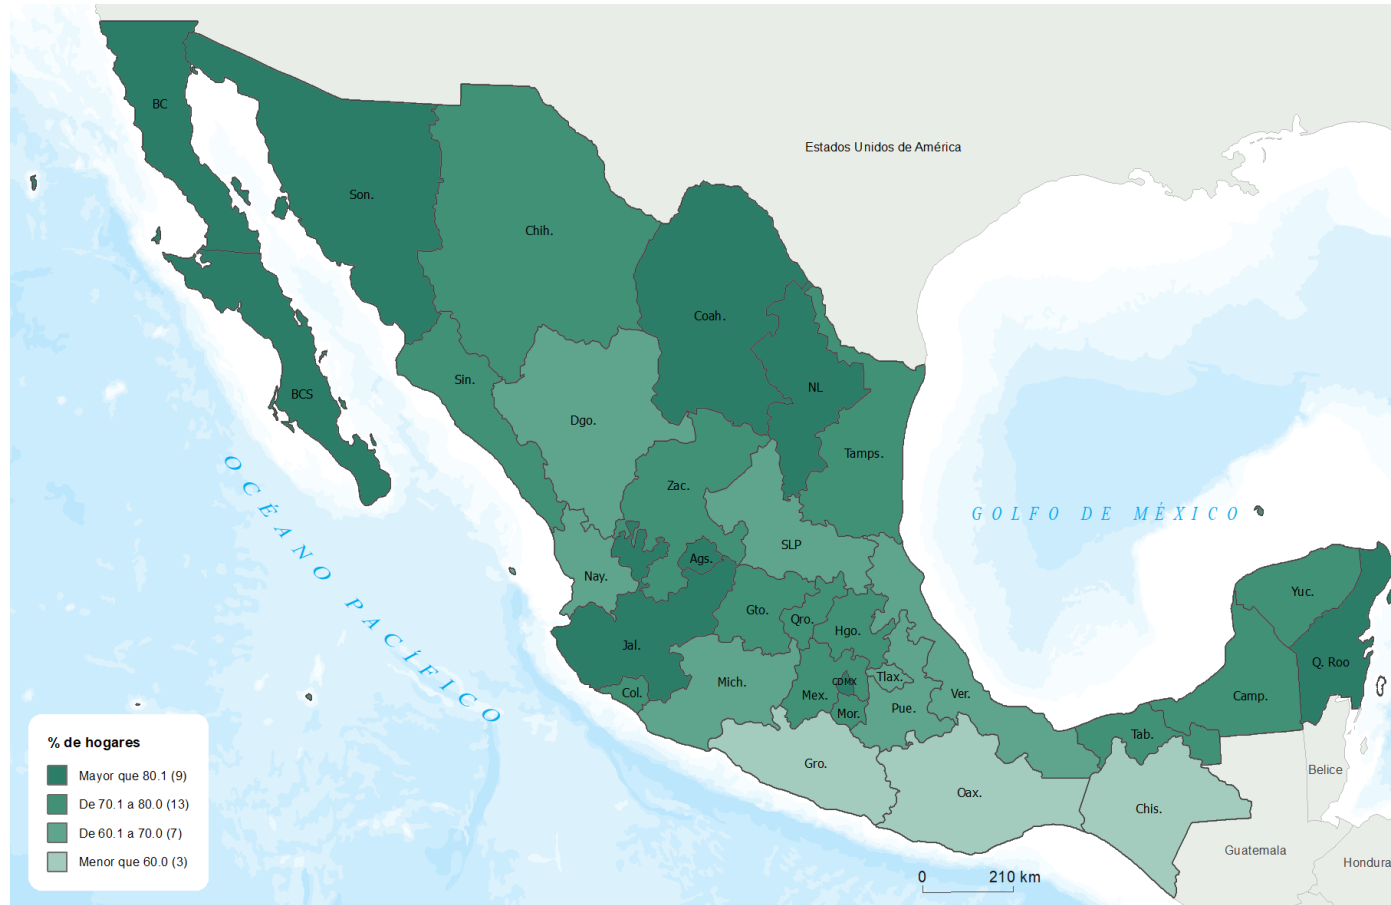 BC
Estados Unidos de América
Son.
Chih.
Coah.
Sin.
NL
BCS
Dgo.
Tamps.
Zac.
OCÉANO PACÍFICO
GOLFO DE MÉXICO
SLP
Ags.
Nay.
Yuc.
Gto.
Qro.
Hgo.
Jal.
Q. Roo
Tlax.
Mich.
CDMX
Col.
Mex.
Ver.
Camp.
Pue.
Mor.
Tab.
Gro.
Belice
Oax.
Chis.
Guatemala
Hondura
% de hogares
Mayor que 80.1 (9)
De 70.1 a 80.0 (13)
De 60.1 a 70.0 (7)
Menor que 60.0 (3)
0 210 km